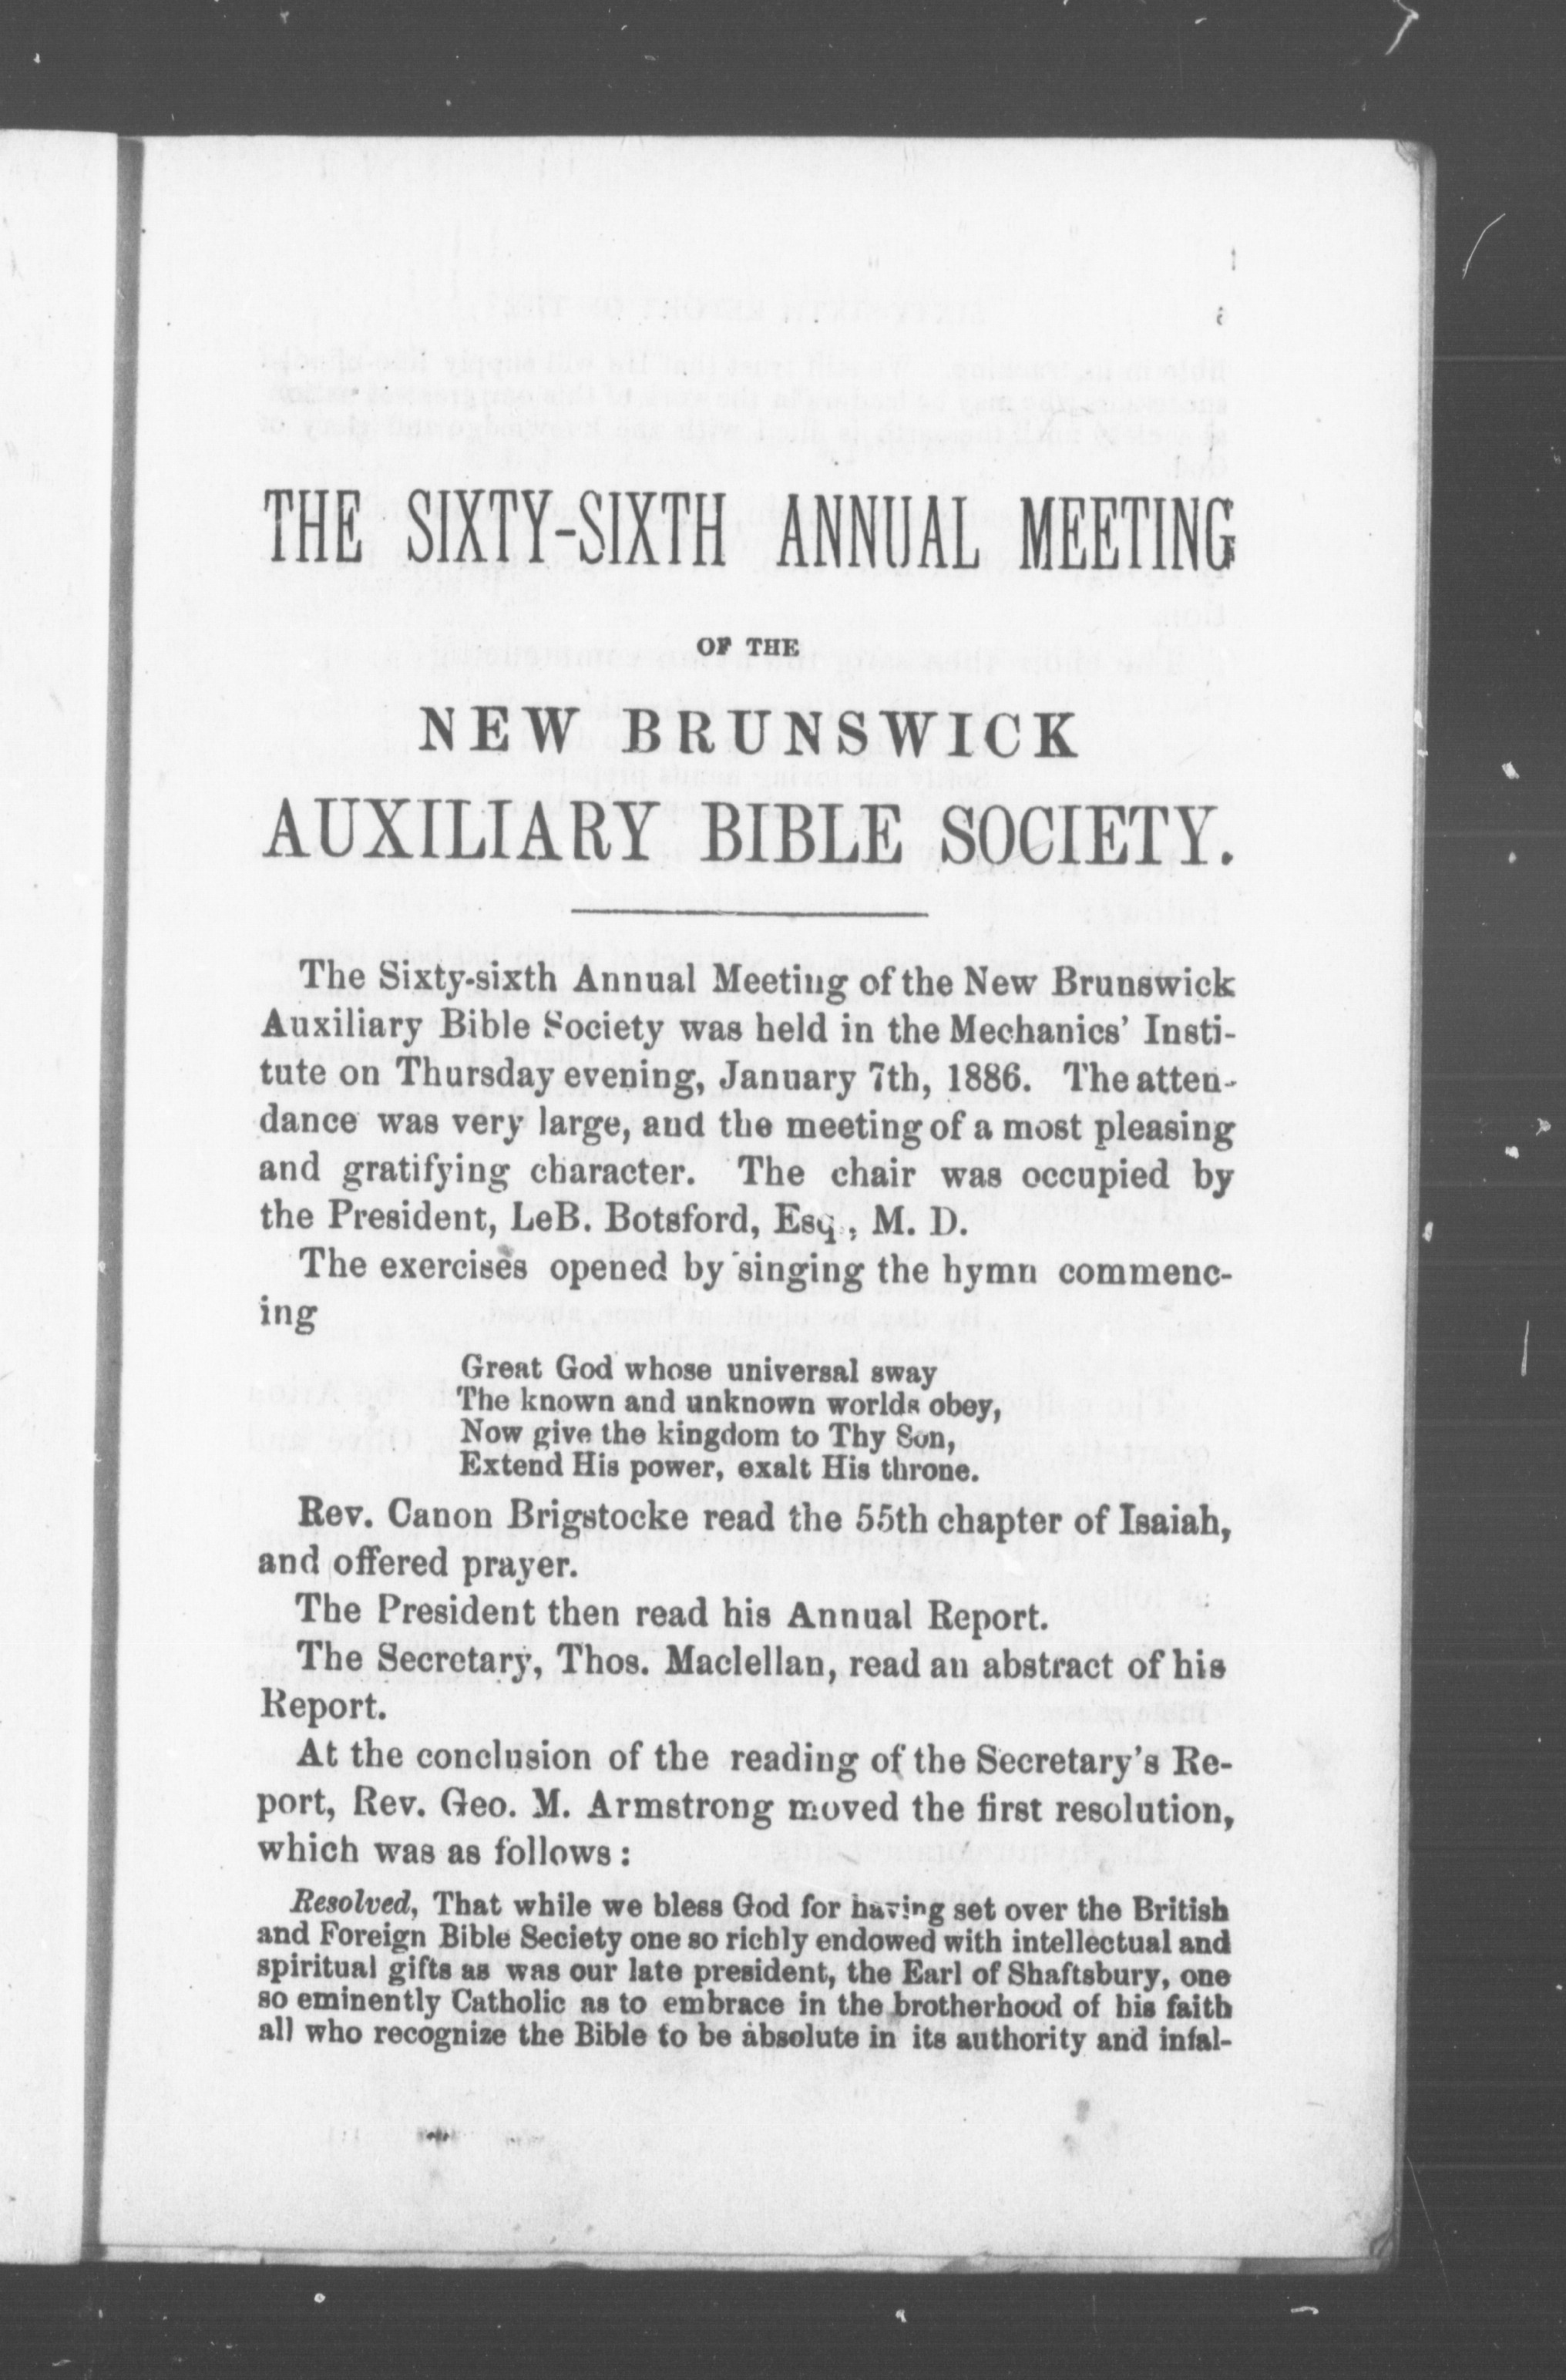 THE SIXTY-SIXTH ANNUAL MEETING
OF THE
NEW BRUNSWICK
AUXILIARY BIBLE SOCIETY.
The Sixty-sixth Annual Meeting of the New Brunswick
Auxiliary Bible Society was held in the Mechanics' Insti-
tute on Thursday evening, January 7th, 1886. The atten-
dance was very large, and the meeting of a most pleasing
and gratifying character. The chair was occupied by
the President, LeB. Botsford, Esq., M. D.
The exercises opened by singing the hymn commenc-
ing
Great God whose universal sway
The known and unknown worlds obey,
Now give the kingdom to Thy Son,
Extend His power, exalt His throne.
Rev. Canon Brigstocke read the 55th chapter of Isaiah,
and offered prayer.
The President then read his Annual Report.
The Secretary, Thos. Maclellan, read an abstract of his
Report.
At the conclusion of the reading of the Secretary's Re-
port, Rev. Geo. M. Armstrong moved the first resolution,
which was as follows:
Resolved, That while we bless God for having set over the British
and Foreign Bible Seciety one so richly endowed with intellectual and
spiritual gifts as was our late president, the Earl of Shaftsbury, one
so eminently Catholic as to embrace in the brotherhood of his faith
all who recognize the Bible to be absolute in its authority and infal-